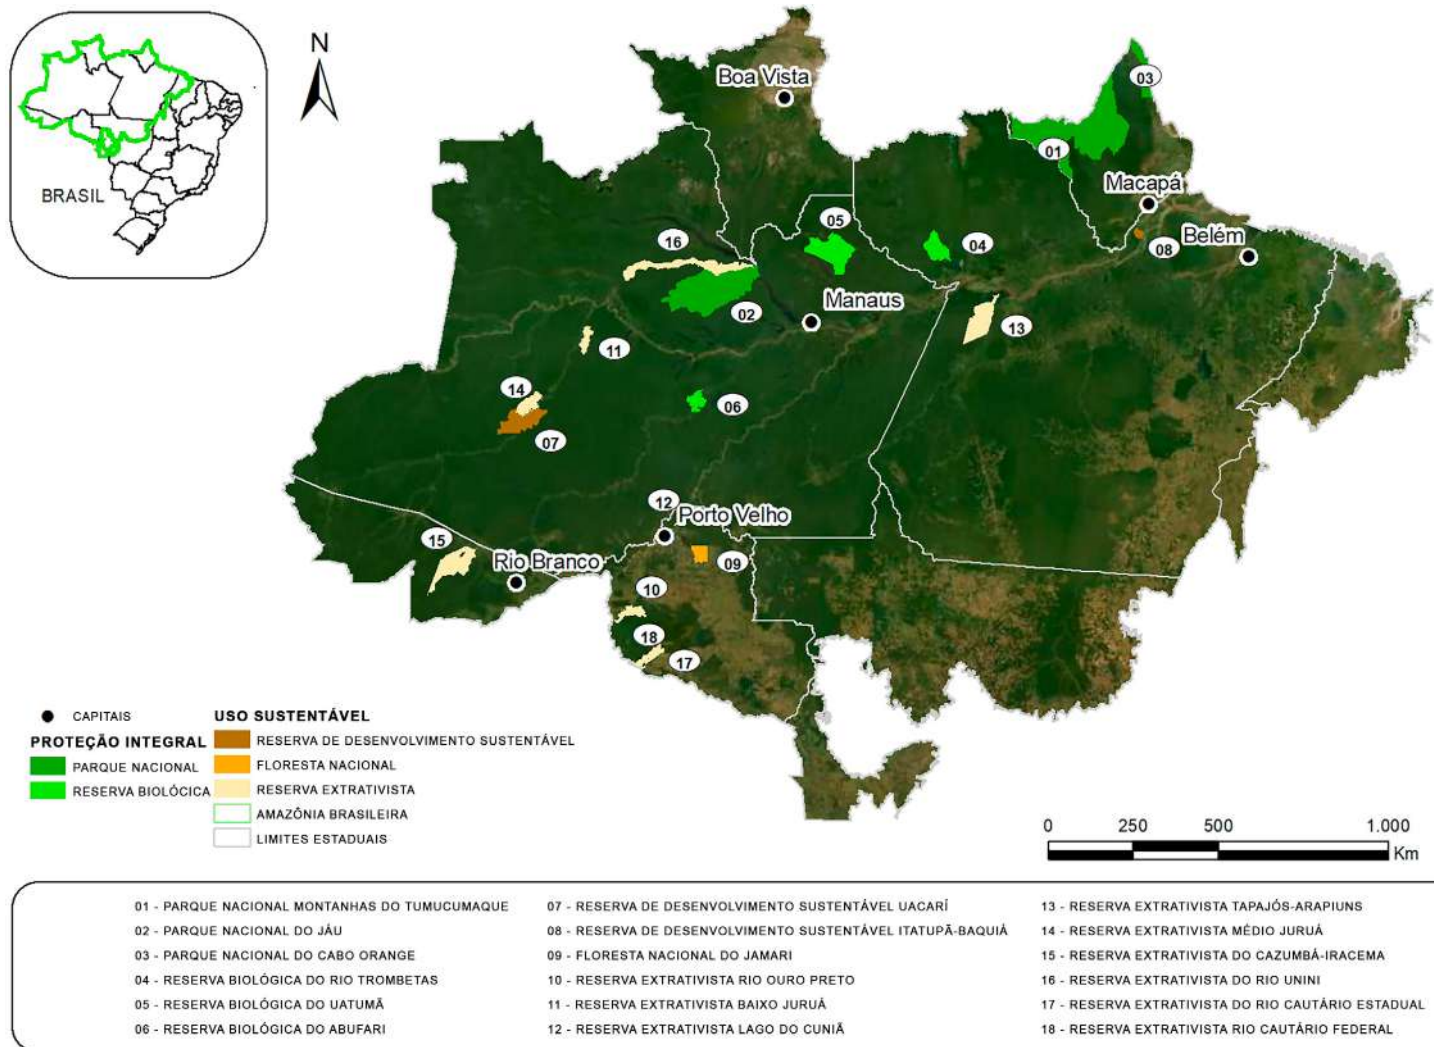 BRASIL
N
Boa Vista
03
01
Macapá
05
16
04
08
Belém
02
Manaus
13
11
14
06
07
12
Porto Velho
15
Rio Branco
09
10
18
17
CAPITAIS
PROTEÇÃO INTEGRAL
PARQUE NACIONAL
RESERVA BIOLÓCICA
USO SUSTENTÁVEL
RESERVA DE DESENVOLVIMENTO SUSTENTÁVEL
FLORESTA NACIONAL
RESERVA EXTRATIVISTA
AMAZÔNIA BRASILEIRA
LIMITES ESTADUAIS
0 250 500 1.000
Km
01 - PARQUE NACIONAL MONTANHAS DO TUMUCUMAQUE
02 - PARQUE NACIONAL DO JÁU
03 - PARQUE NACIONAL DO CABO ORANGE
04 - RESERVA BIOLÓGICA DO RIO TROMBETAS
05 - RESERVA BIOLÓGICA DO UATUMÃ
06 - RESERVA BIOLÓGICA DO ABUFARI
07 - RESERVA DE DESENVOLVIMENTO SUSTENTÁVEL UACARÍ
08 - RESERVA DE DESENVOLVIMENTO SUSTENTÁVEL ITATUPÃ-BAQUIÁ
09 - FLORESTA NACIONAL DO JAMARI
10 - RESERVA EXTRATIVISTA RIO OURO PRETO
11 - RESERVA EXTRATIVISTA BAIXO JURUÁ
12 - RESERVA EXTRATIVISTA LAGO DO CUNIÃ
13 - RESERVA EXTRATIVISTA TAPAJÓS-ARAPIUNS
14 - RESERVA EXTRATIVISTA MÉDIO JURUÁ
15 - RESERVA EXTRATIVISTA DO CAZUMBÁ-IRACEMA
16 - RESERVA EXTRATIVISTA DO RIO UNINI
17 - RESERVA EXTRATIVISTA DO RIO CAUTÁRIO ESTADUAL
18 - RESERVA EXTRATIVISTA RIO CAUTÁRIO FEDERAL